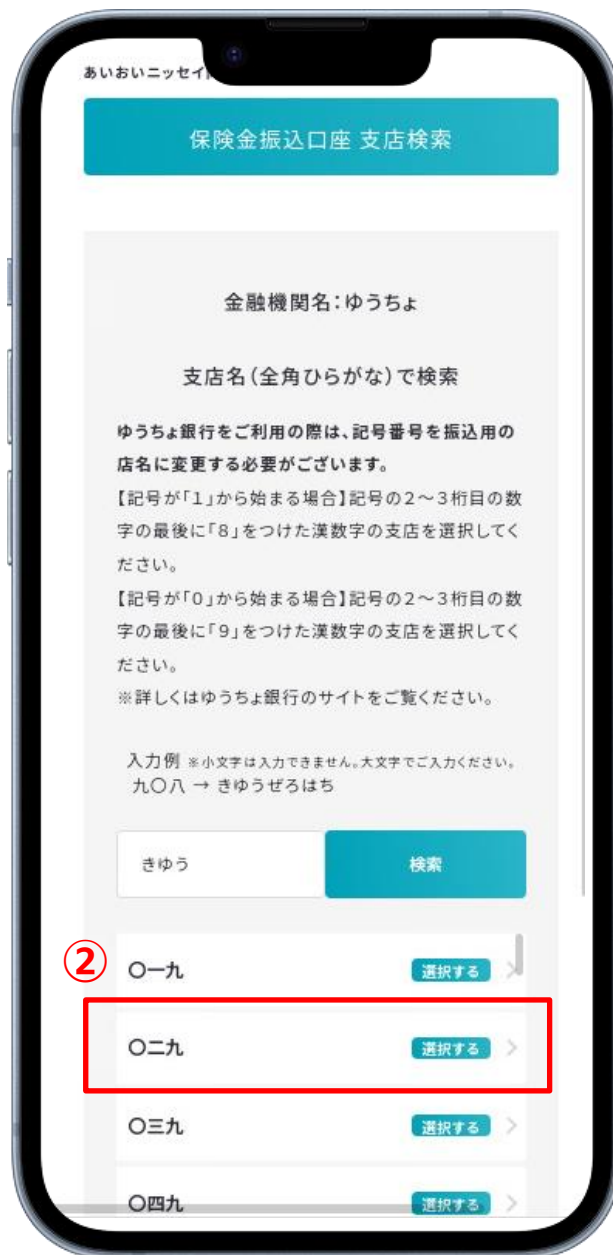 あいおいニッセイ
保険金振込口座 支店検索
金融機関名:ゆうちょ
支店名(全角ひらがな)で検索
ゆうちょ銀行をご利用の際は、記号番号を振込用の
店名に変更する必要がございます。
【記号が「1」から始まる場合】記号の2〜3桁目の数
字の最後に「8」をつけた漢数字の支店を選択してく
ださい。
【記号が「0」から始まる場合】記号の2〜3桁目の数
字の最後に「9」をつけた漢数字の支店を選択してく
ださい。
※詳しくはゆうちょ銀行のサイトをご覧ください。
入力例 ※小文字は入力できません。大文字でご入力ください。
九〇八 → きゆうぜろはち
きゆう 検索
②
〇一九 選択する
〇二九 選択する
〇三九 選択する
〇四九 選択する